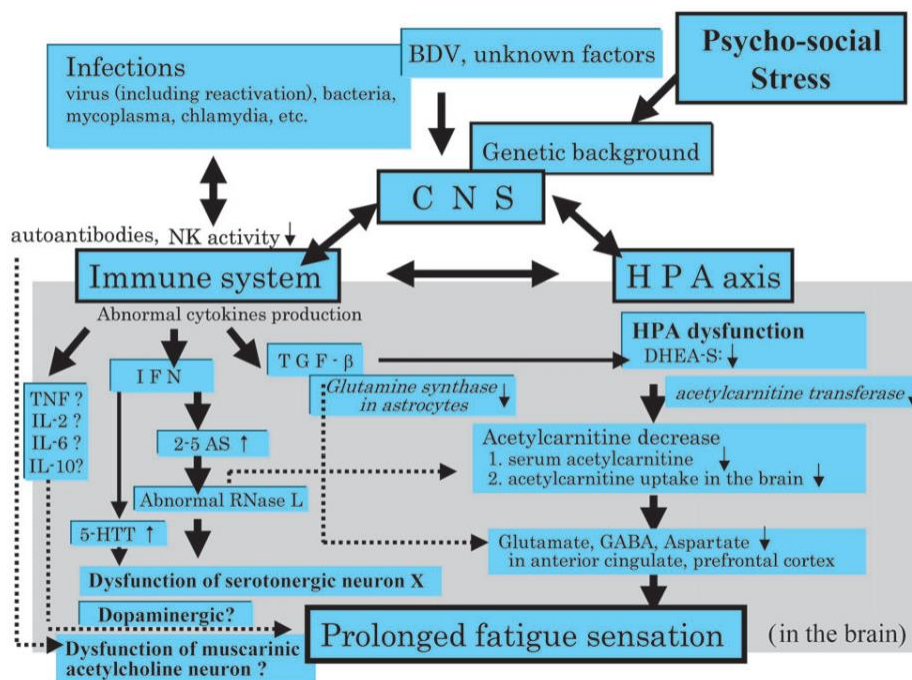 Psycho-social
Stress
BDV, unknown factors
Infections
virus (including reactivation), bacteria,
mycoplasma, chlamydia, etc.
Genetic background
C N S
autoantibodies, NK activity ↓
Immune system
H P A axis
Abnormal cytokines production
HPA dysfunction
DHEA-S: ↓
T G F - β
I F N
Glutamine synthase ↓
in astrocytes
acetylcarnitine transferase ↓
TNF ?
IL-2 ?
IL-6 ?
IL-10?
2-5 AS ↑
Acetylcarnitine decrease
1. serum acetylcarnitine ↓
2. acetylcarnitine uptake in the brain ↓
Abnormal RNase L
5-HTT ↑
Glutamate, GABA, Aspartate ↓
in anterior cingulate, prefrontal cortex
Dysfunction of serotonergic neuron X
Dopaminergic?
Prolonged fatigue sensation
(in the brain)
Dysfunction of muscarinic
acetylcholine neuron ?